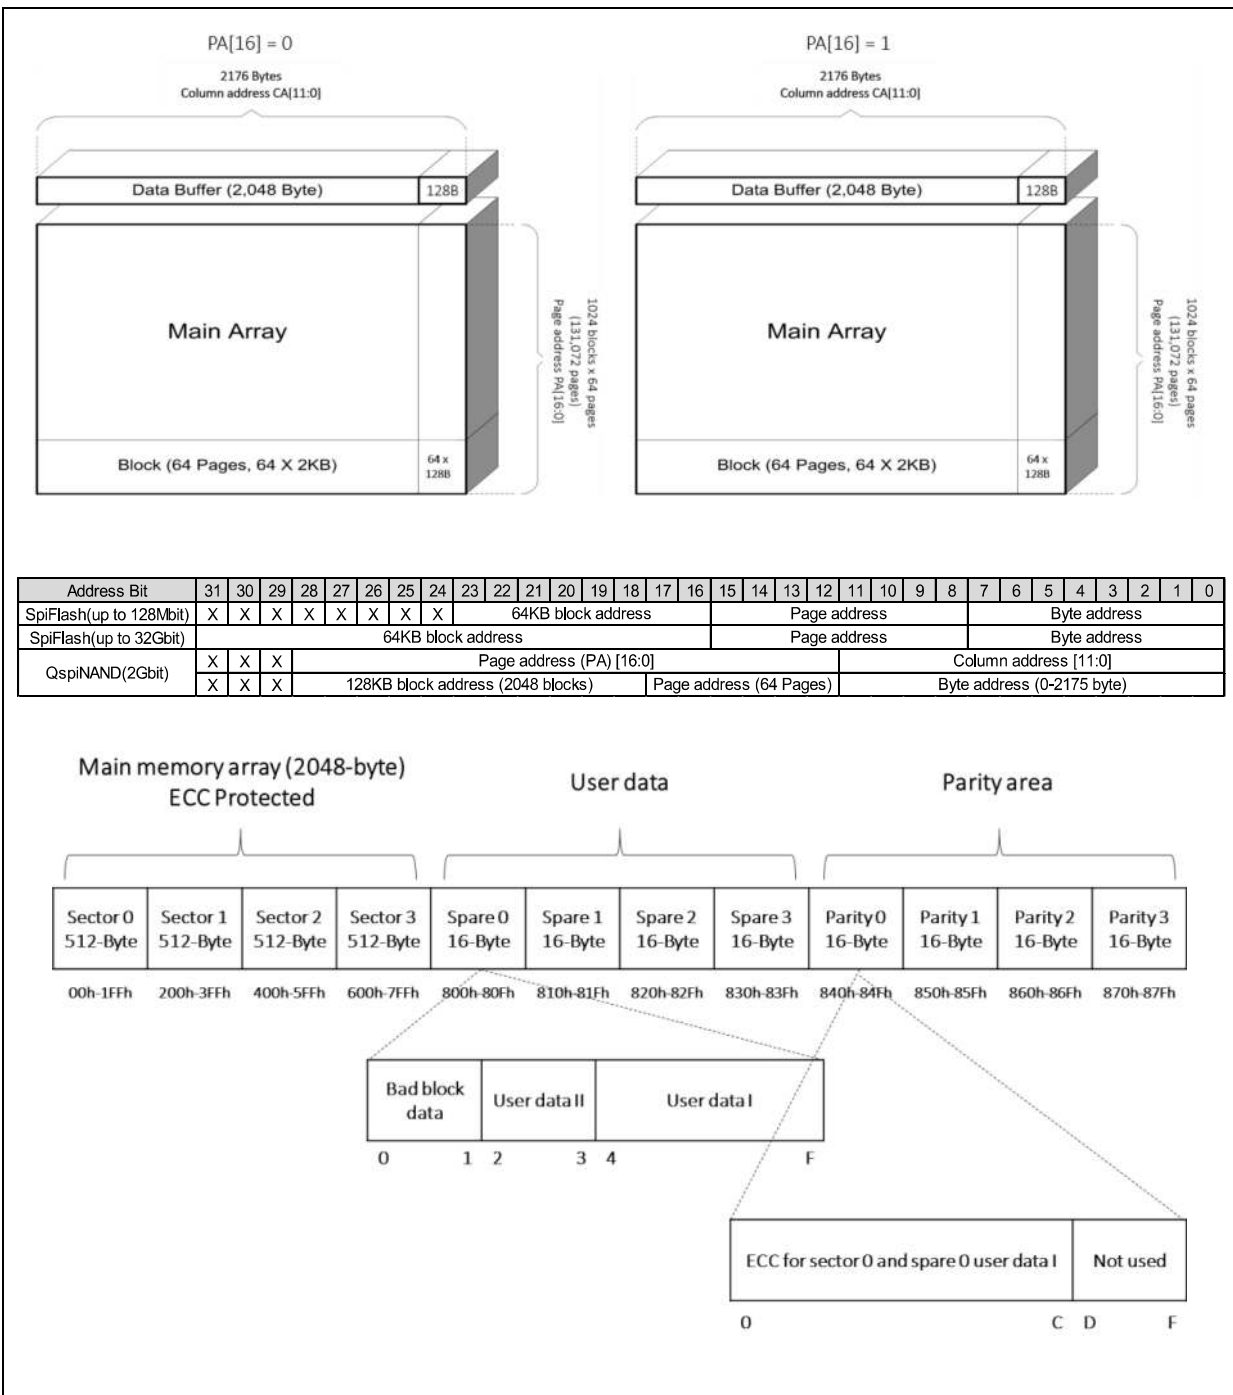 PA[16] = 0
2176 Bytes
Column address CA[11:0]
Data Buffer (2,048 Byte)
128B
Main Array
Block (64 Pages, 64 X 2KB)
64 x
128B
1024 blocks x 64 pages
(131,072 pages)
Page address PA[16:0]
PA[16] = 1
2176 Bytes
Column address CA[11:0]
Data Buffer (2,048 Byte)
128B
Main Array
Block (64 Pages, 64 X 2KB)
64 x
128B
1024 blocks x 64 pages
(131,072 pages)
Page address PA[16:0]
Address Bit 31 30 29 28 27 26 25 24 23 22 21 20 19 18 17 16 15 14 13 12 11 10 9 8 7 6 5 4 3 2 1 0
SpiFlash(up to 128Mbit) X X X X X X X X 64KB block address Page address Byte address
SpiFlash(up to 32Gbit) 64KB block address Page address Byte address
QspiNAND(2Gbit) X X X Page address (PA) [16:0] Column address [11:0]
X X X 128KB block address (2048 blocks) Page address (64 Pages) Byte address (0-2175 byte)
Main memory array (2048-byte)
ECC Protected
User data
Parity area
Sector 0 Sector 1 Sector 2 Sector 3 Spare 0 Spare 1 Spare 2 Spare 3 Parity 0 Parity 1 Parity 2 Parity 3
512-Byte 512-Byte 512-Byte 512-Byte 16-Byte 16-Byte 16-Byte 16-Byte 16-Byte 16-Byte 16-Byte 16-Byte
00h-1FFh 200h-3FFh 400h-5FFh 600h-7FFh 800h-80Fh 810h-81Fh 820h-82Fh 830h-83Fh 840h-84Fh 850h-85Fh 860h-86Fh 870h-87Fh
Bad block
data
User data II
User data I
0 1 2 3 4 F
ECC for sector 0 and spare 0 user data I
Not used
0 C D F